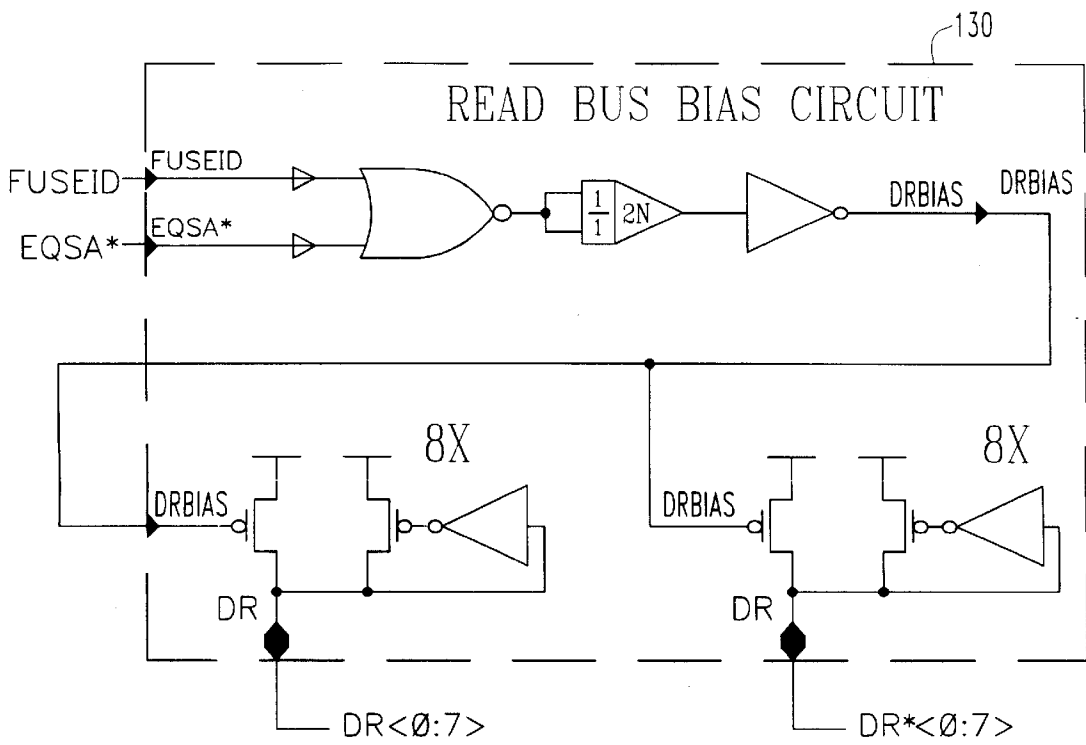 130
READ BUS BIAS CIRCUIT
FUSEID
FUSEID
EQSA*
EQSA*
1
1
2N
DRBIAS
DRBIAS
8X
8X
DRBIAS
DRBIAS
DR
DR
DR<Ø:7>
DR*<Ø:7>